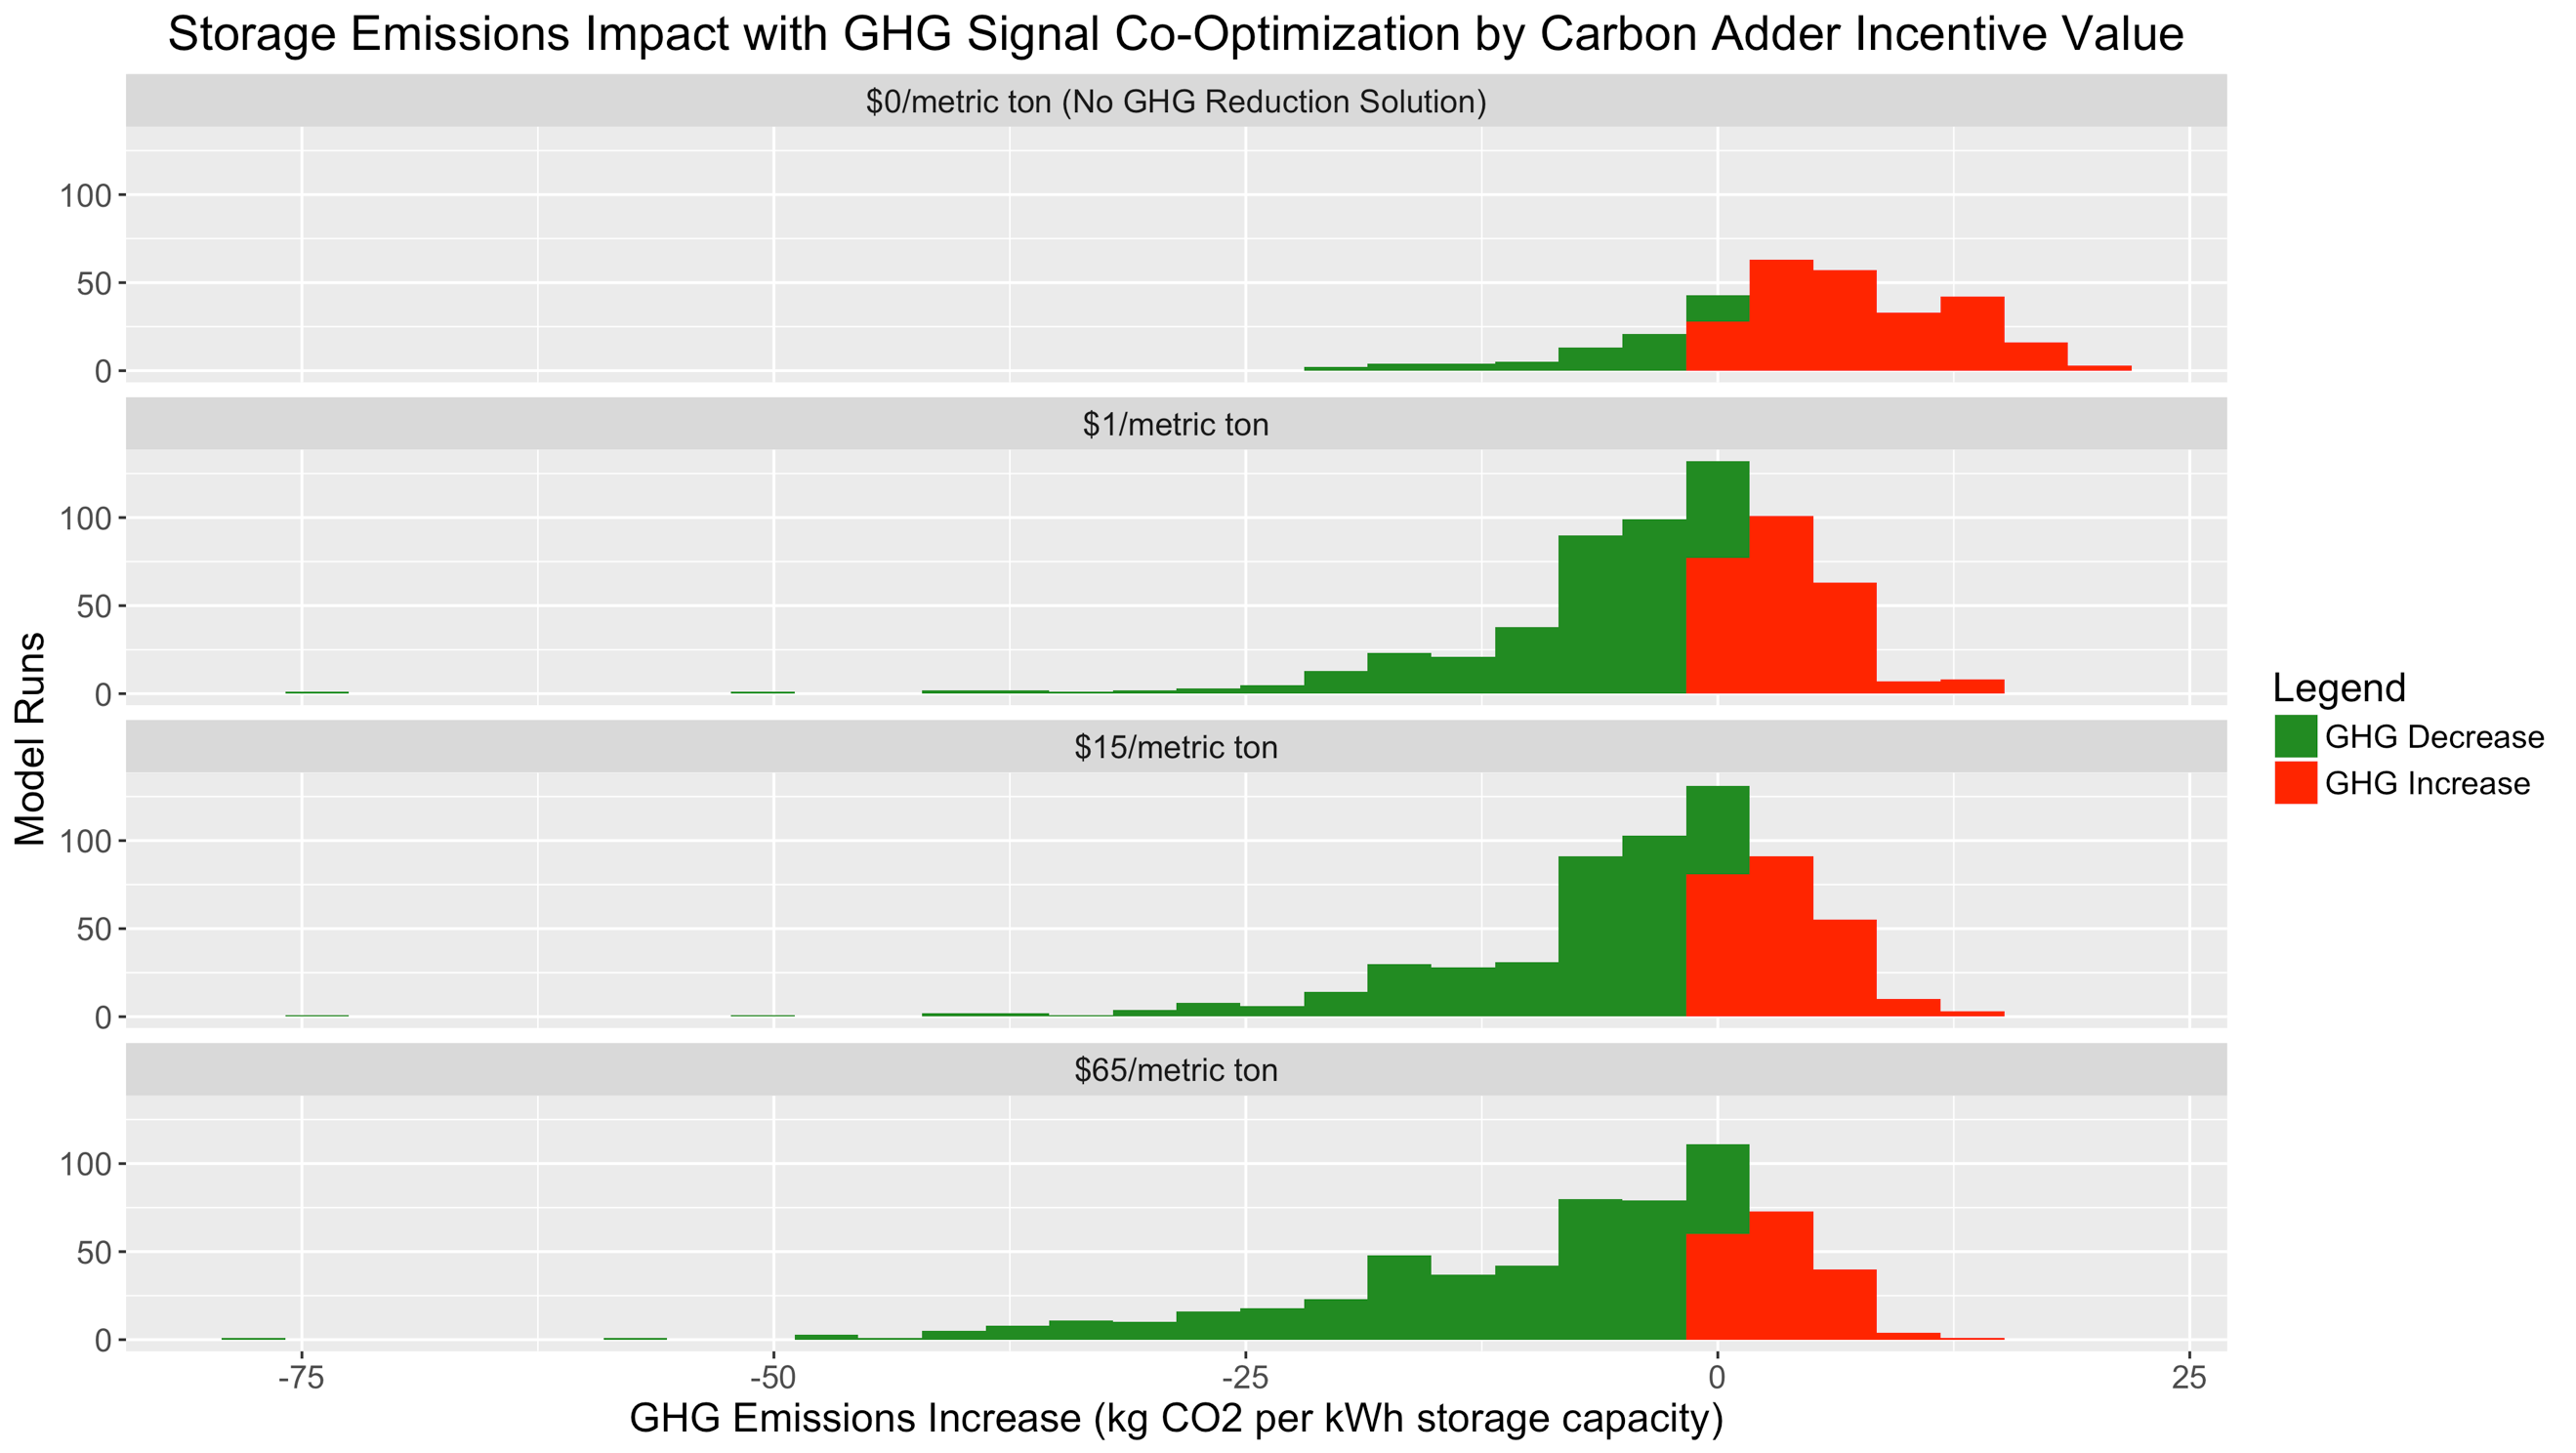 Storage Emissions Impact with GHG Signal Co-Optimization by Carbon Adder Incentive Value
$0/metric ton (No GHG Reduction Solution)
100
50
0
$1/metric ton
100
50
0
$15/metric ton
100
50
0
$65/metric ton
100
50
0
Model Runs
-75
-50
-25
0
25
GHG Emissions Increase (kg CO2 per kWh storage capacity)
Legend
GHG Decrease
GHG Increase